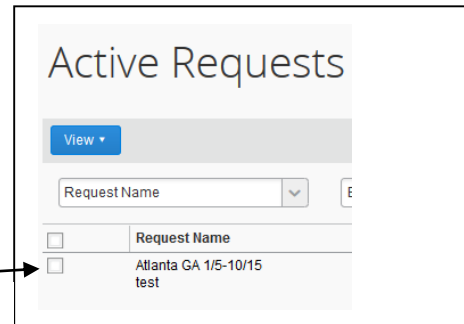 Active Requests
View
Request Name
Request Name
Atlanta GA 1/5-10/15
test